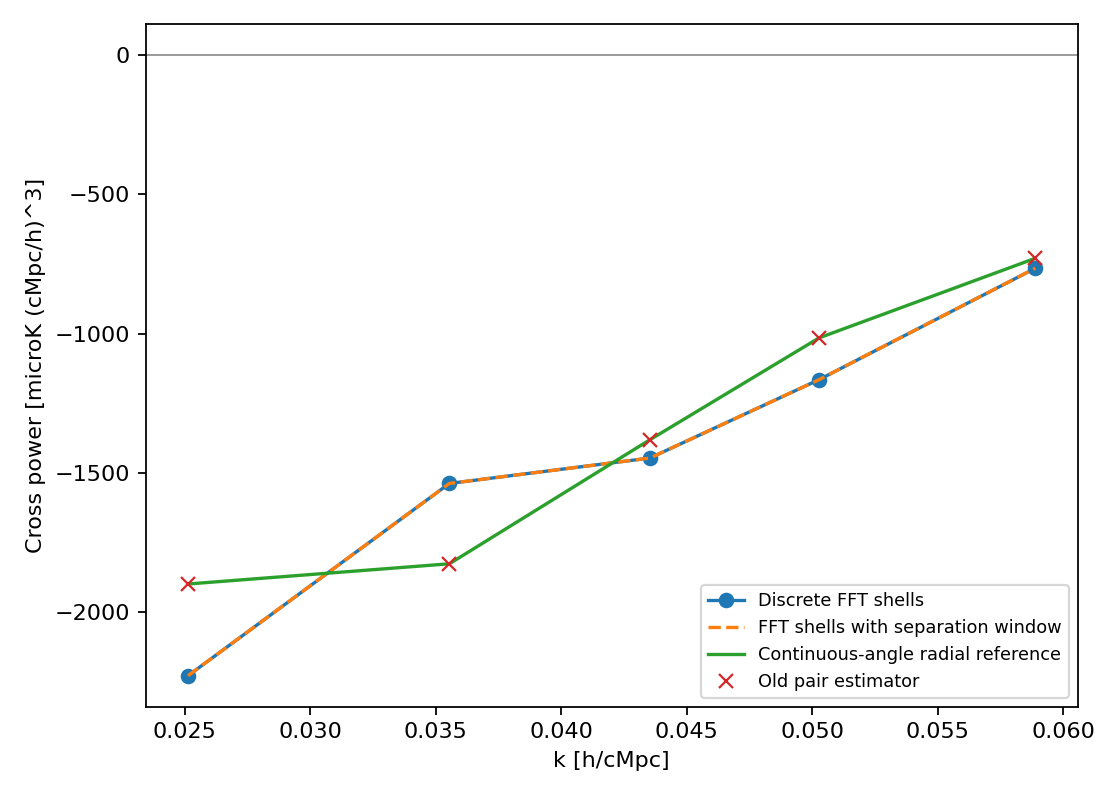 0
−500
−1000
−1500
−2000
Cross power [microK (cMpc/h)^3]
Discrete FFT shells
FFT shells with separation window
Continuous-angle radial reference
Old pair estimator
0.025 0.030 0.035 0.040 0.045 0.050 0.055 0.060
k [h/cMpc]